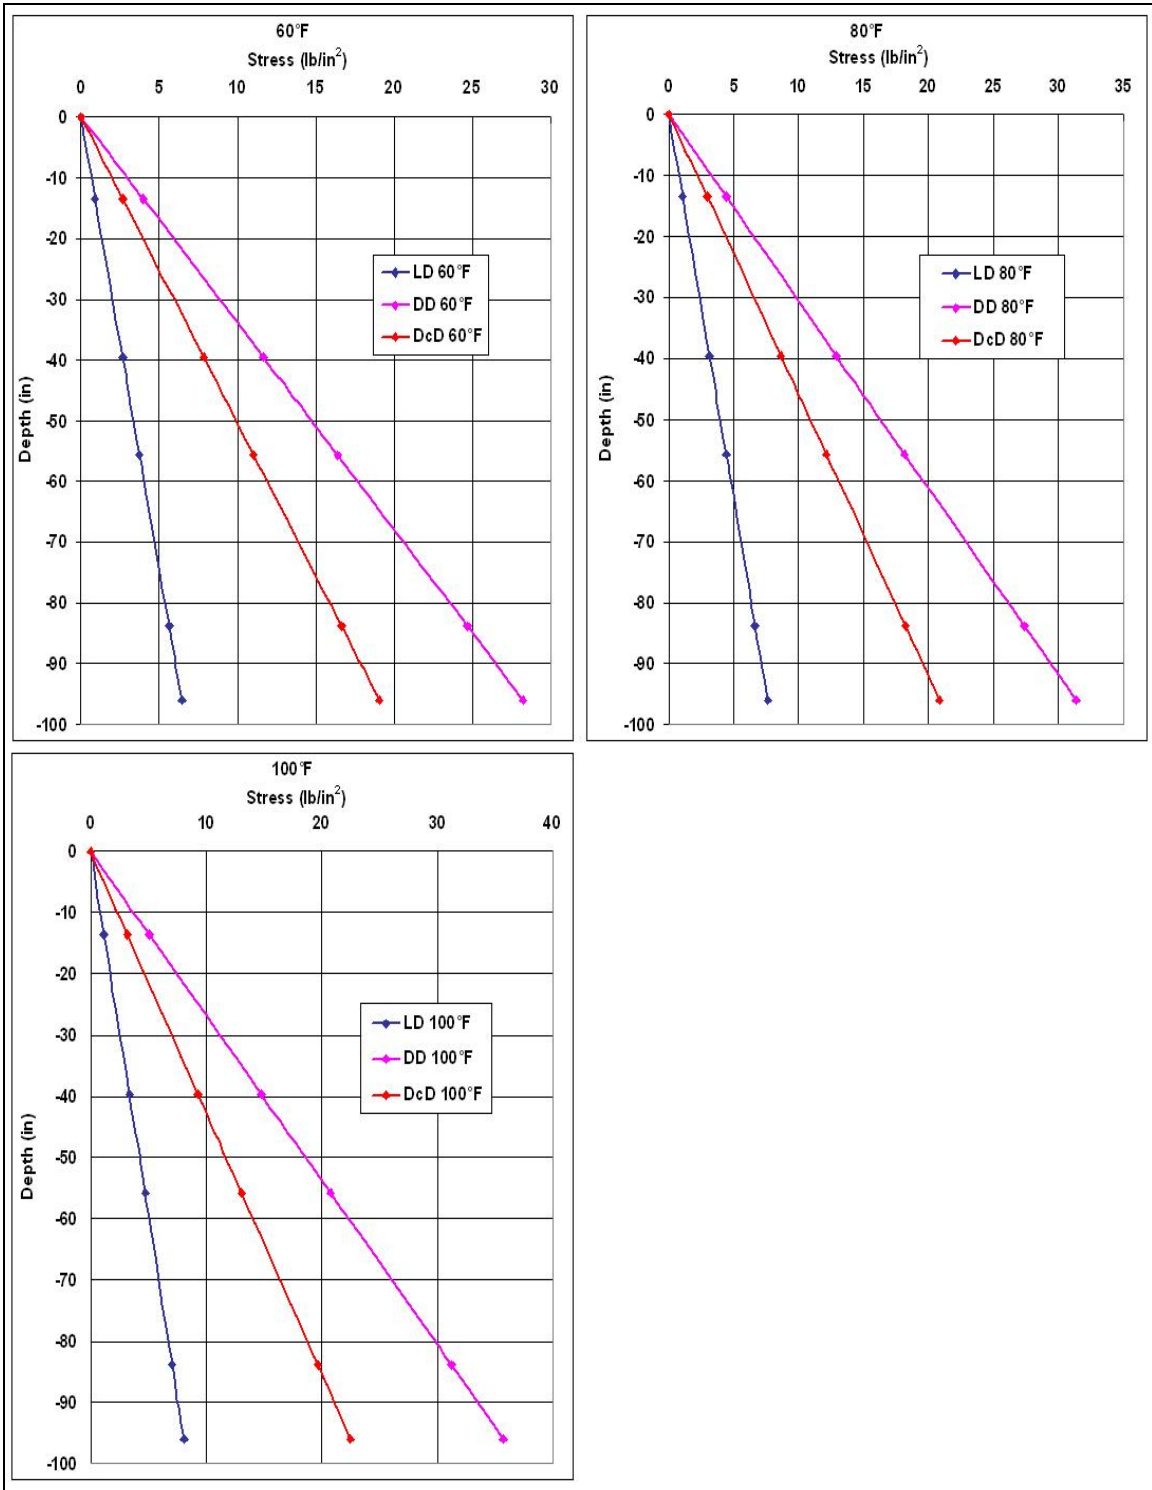 60°F
Stress (lb/in²)
0 5 10 15 20 25 30
0
-10
-20
-30
-40
-50
-60
-70
-80
-90
-100
Depth (in)
LD 60°F
DD 60°F
DcD 60°F
80°F
Stress (lb/in²)
0 5 10 15 20 25 30 35
0
-10
-20
-30
-40
-50
-60
-70
-80
-90
-100
Depth (in)
LD 80°F
DD 80°F
DcD 80°F
100°F
Stress (lb/in²)
0 10 20 30 40
0
-10
-20
-30
-40
-50
-60
-70
-80
-90
-100
Depth (in)
LD 100°F
DD 100°F
DcD 100°F